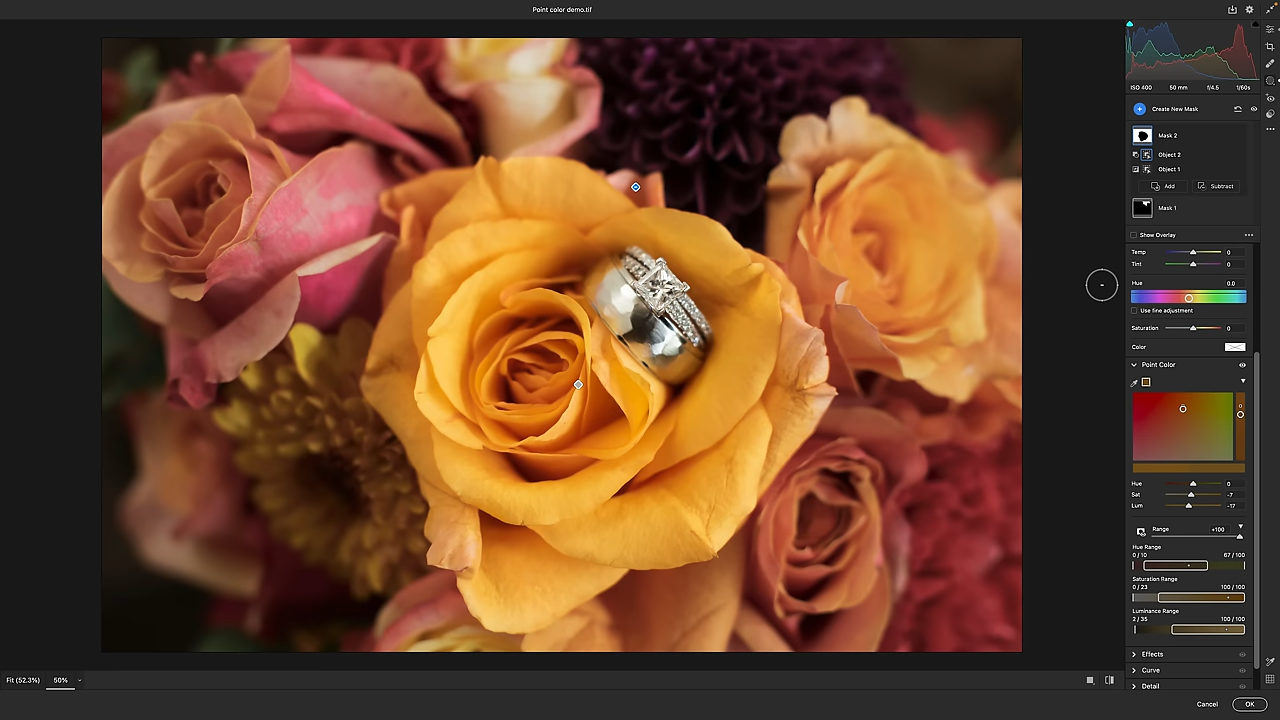 Point color demo.tif
ISO 400 50 mm f/4.5 1/60s
Create New Mask
Mask 2
Object 2
Object 1
Add Subtract
Mask 1
Show Overlay
Temp 0
Tint 0
Hue 0.0
Use fine adjustment
Saturation 0
Color
Point Color
0
Hue 0
Sat -7
Lum -17
Range +100
Hue Range
0 / 10 67 / 100
Saturation Range
0 / 23 100 / 100
Luminance Range
2 / 35 100 / 100
Effects
Curve
Detail
Fit (52.3%) 50%
Cancel OK